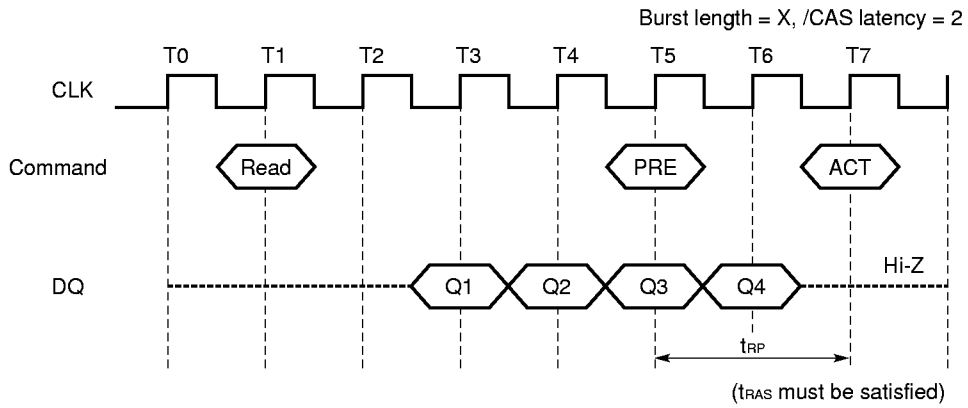 Burst length = X, /CAS latency = 2
T0 T1 T2 T3 T4 T5 T6 T7
CLK
Command Read PRE ACT
DQ Q1 Q2 Q3 Q4 Hi-Z
tRP
(tRAS must be satisfied)